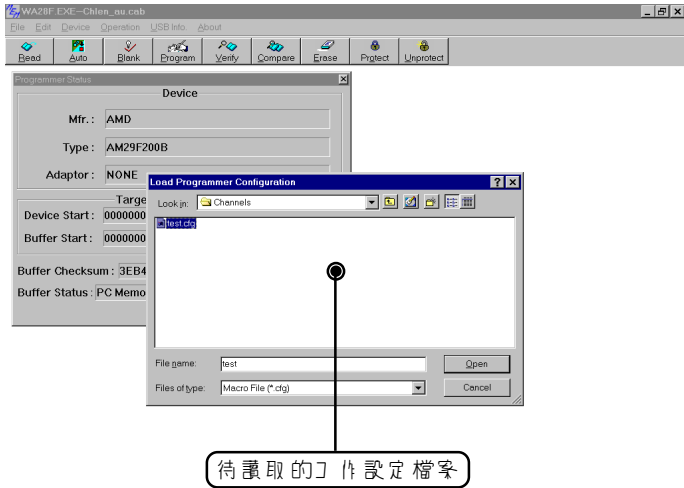 WA28F.EXE—Chlen_au.cab
File Edit Device Operation USB Info About
Read Auto Blank Program Verify Compare Erase Protect Unprotect
Programmer Status
Device
Mfr. : AMD
Type : AM29F200B
Adaptor : NONE
Targe
Device Start : 0000000
Buffer Start : 0000000
Buffer Checksum : 3EB4
Buffer Status : PC Memo
Load Programmer Configuration
Look in: Channels
test.cfg
File name: test Open
Files of type: Macro File (*.cfg) Cancel
待讀取的工作設定檔案